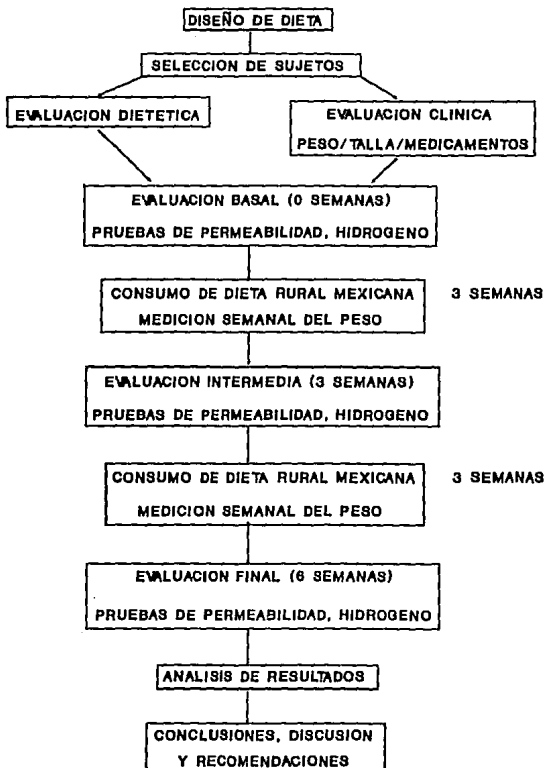 DISEÑO DE DIETA
SELECCION DE SUJETOS
EVALUACION DIETETICA
EVALUACION CLINICA
PESO/TALLA/MEDICAMENTOS
EVALUACION BASAL (0 SEMANAS)
PRUEBAS DE PERMEABILIDAD, HIDROGENO
CONSUMO DE DIETA RURAL MEXICANA
MEDICION SEMANAL DEL PESO
3 SEMANAS
EVALUACION INTERMEDIA (3 SEMANAS)
PRUEBAS DE PERMEABILIDAD, HIDROGENO
CONSUMO DE DIETA RURAL MEXICANA
MEDICION SEMANAL DEL PESO
3 SEMANAS
EVALUACION FINAL (6 SEMANAS)
PRUEBAS DE PERMEABILIDAD, HIDROGENO
ANALISIS DE RESULTADOS
CONCLUSIONES, DISCUSION
Y RECOMENDACIONES